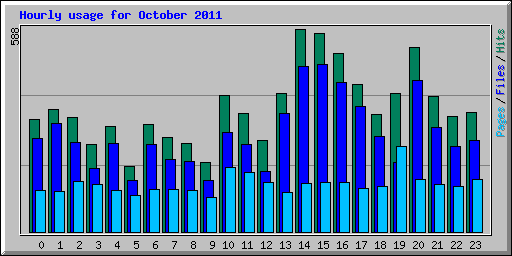 Hourly usage for October 2011
588
Pages / Files / Hits
0 1 2 3 4 5 6 7 8 9 10 11 12 13 14 15 16 17 18 19 20 21 22 23